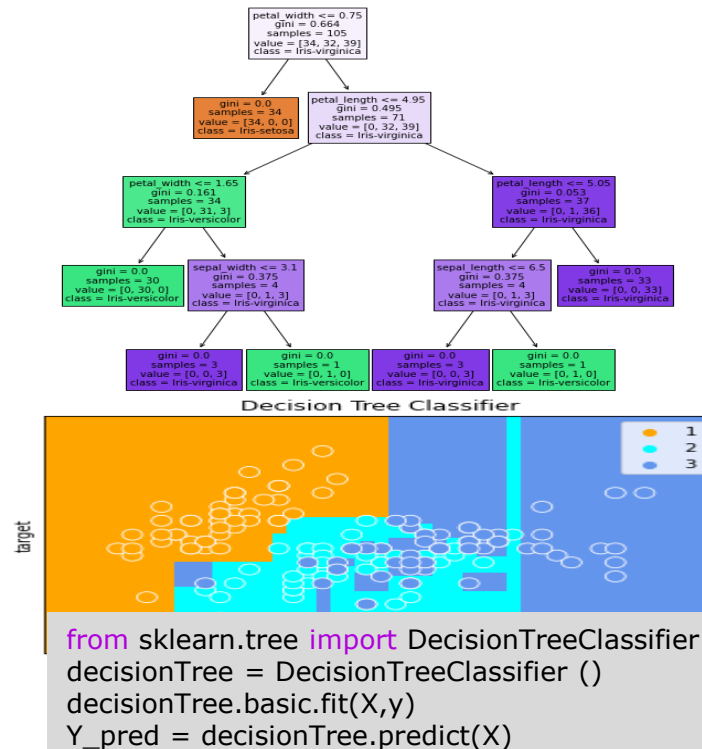 petal_width <= 0.75
gini = 0.664
samples = 105
value = [34, 32, 39]
class = Iris-virginica
gini = 0.0
samples = 34
value = [34, 0, 0]
class = Iris-setosa
petal_length <= 4.95
gini = 0.495
samples = 71
value = [0, 32, 39]
class = Iris-virginica
petal_width <= 1.65
gini = 0.161
samples = 34
value = [0, 31, 3]
class = Iris-versicolor
petal_length <= 5.05
gini = 0.053
samples = 37
value = [0, 1, 36]
class = Iris-virginica
gini = 0.0
samples = 30
value = [0, 30, 0]
class = Iris-versicolor
sepal_width <= 3.1
gini = 0.375
samples = 4
value = [0, 1, 3]
class = Iris-virginica
sepal_length <= 6.5
gini = 0.375
samples = 4
value = [0, 1, 3]
class = Iris-virginica
gini = 0.0
samples = 33
value = [0, 0, 33]
class = Iris-virginica
gini = 0.0
samples = 3
value = [0, 0, 3]
class = Iris-virginica
gini = 0.0
samples = 1
value = [0, 1, 0]
class = Iris-versicolor
gini = 0.0
samples = 3
value = [0, 0, 3]
class = Iris-virginica
gini = 0.0
samples = 1
value = [0, 1, 0]
class = Iris-versicolor
Decision Tree Classifier
1
2
3
target
from sklearn.tree import DecisionTreeClassifier
decisionTree = DecisionTreeClassifier ()
decisionTree.basic.fit(X,y)
Y_pred = decisionTree.predict(X)